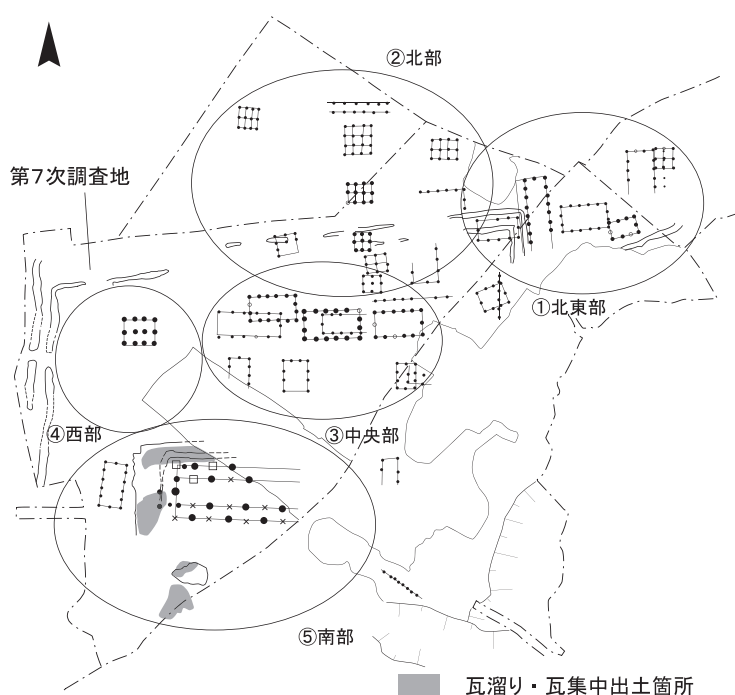 ②北部
第7次調査地
①北東部
④西部
③中央部
⑤南部
瓦溜り・瓦集中出土箇所